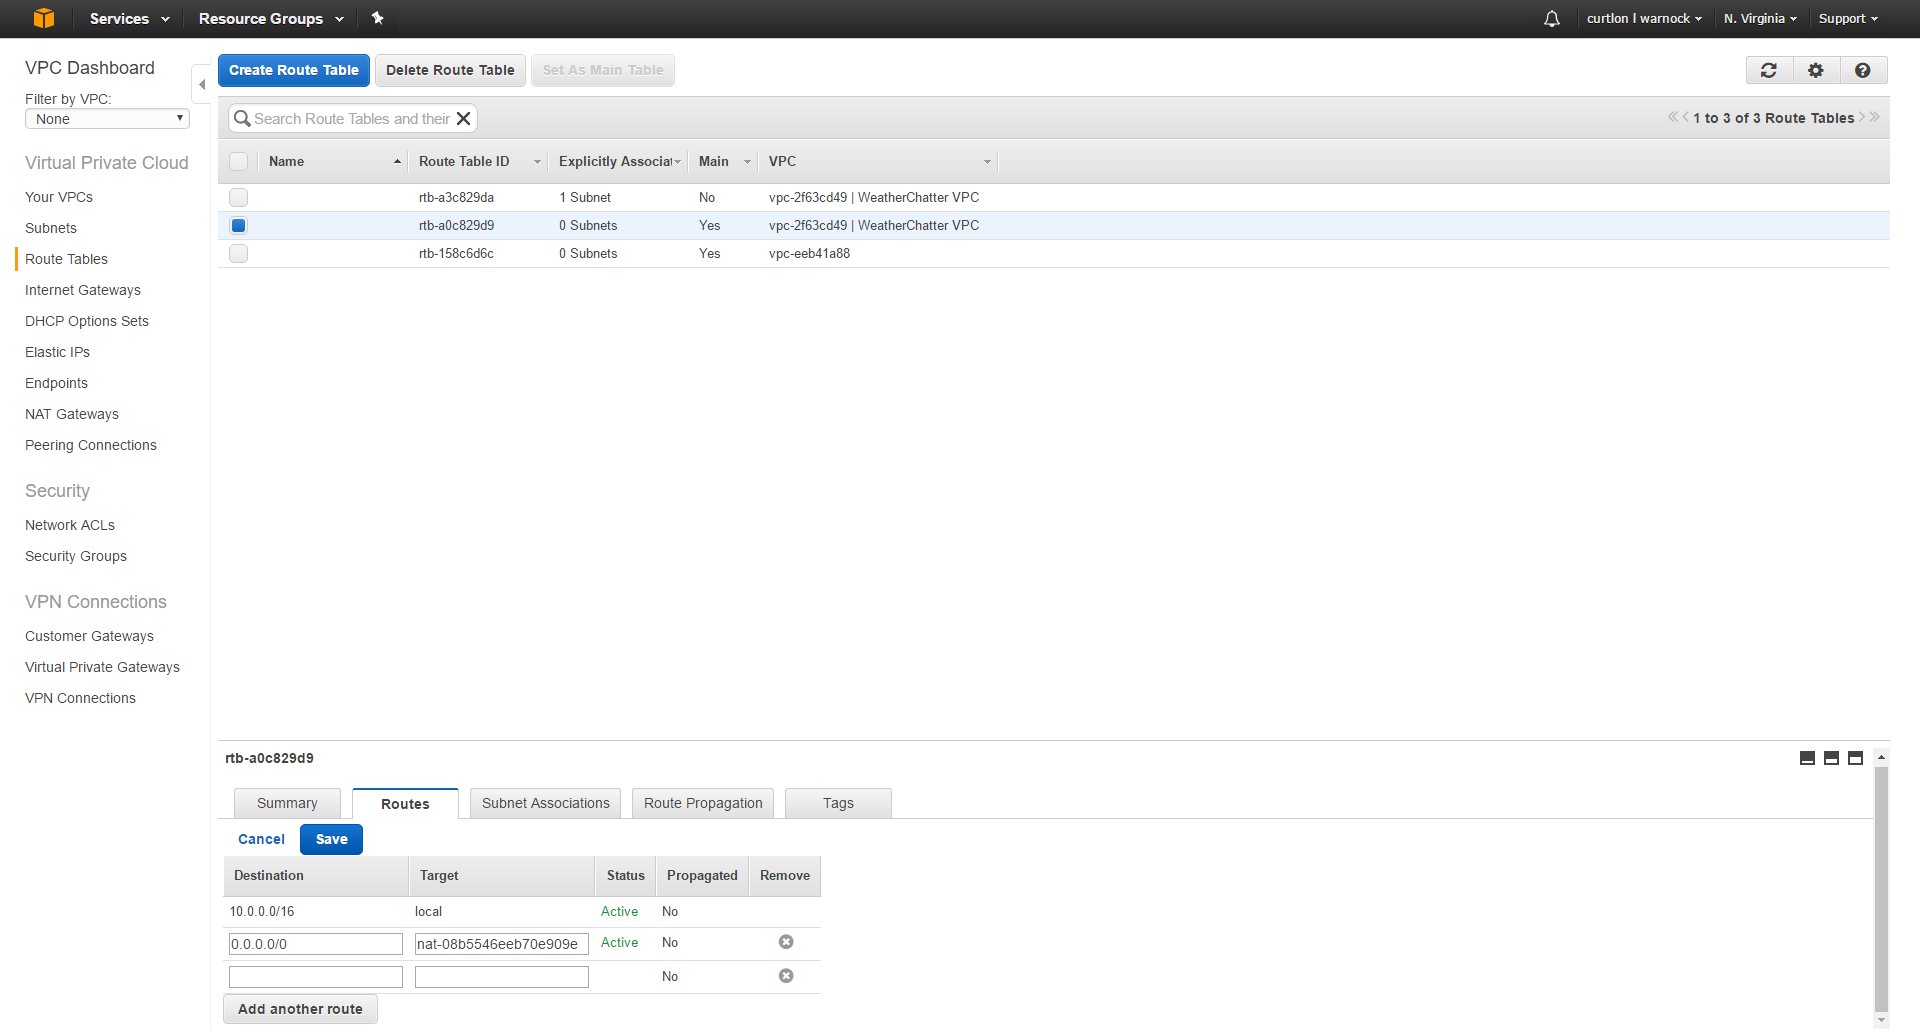 Services Resource Groups curtlon l warnock N. Virginia Support
VPC Dashboard
Filter by VPC:
None
Virtual Private Cloud
Your VPCs
Subnets
Route Tables
Internet Gateways
DHCP Options Sets
Elastic IPs
Endpoints
NAT Gateways
Peering Connections
Security
Network ACLs
Security Groups
VPN Connections
Customer Gateways
Virtual Private Gateways
VPN Connections
Create Route Table Delete Route Table Set As Main Table
Search Route Tables and their 1 to 3 of 3 Route Tables
Name Route Table ID Explicitly Associat Main VPC
rtb-a3c829da 1 Subnet No vpc-2f63cd49 | WeatherChatter VPC
rtb-a0c829d9 0 Subnets Yes vpc-2f63cd49 | WeatherChatter VPC
rtb-158c6d6c 0 Subnets Yes vpc-eeb41a88
rtb-a0c829d9
Summary Routes Subnet Associations Route Propagation Tags
Cancel Save
Destination Target Status Propagated Remove
10.0.0.0/16 local Active No
0.0.0.0/0 nat-08b5546eeb70e909e Active No
No
Add another route